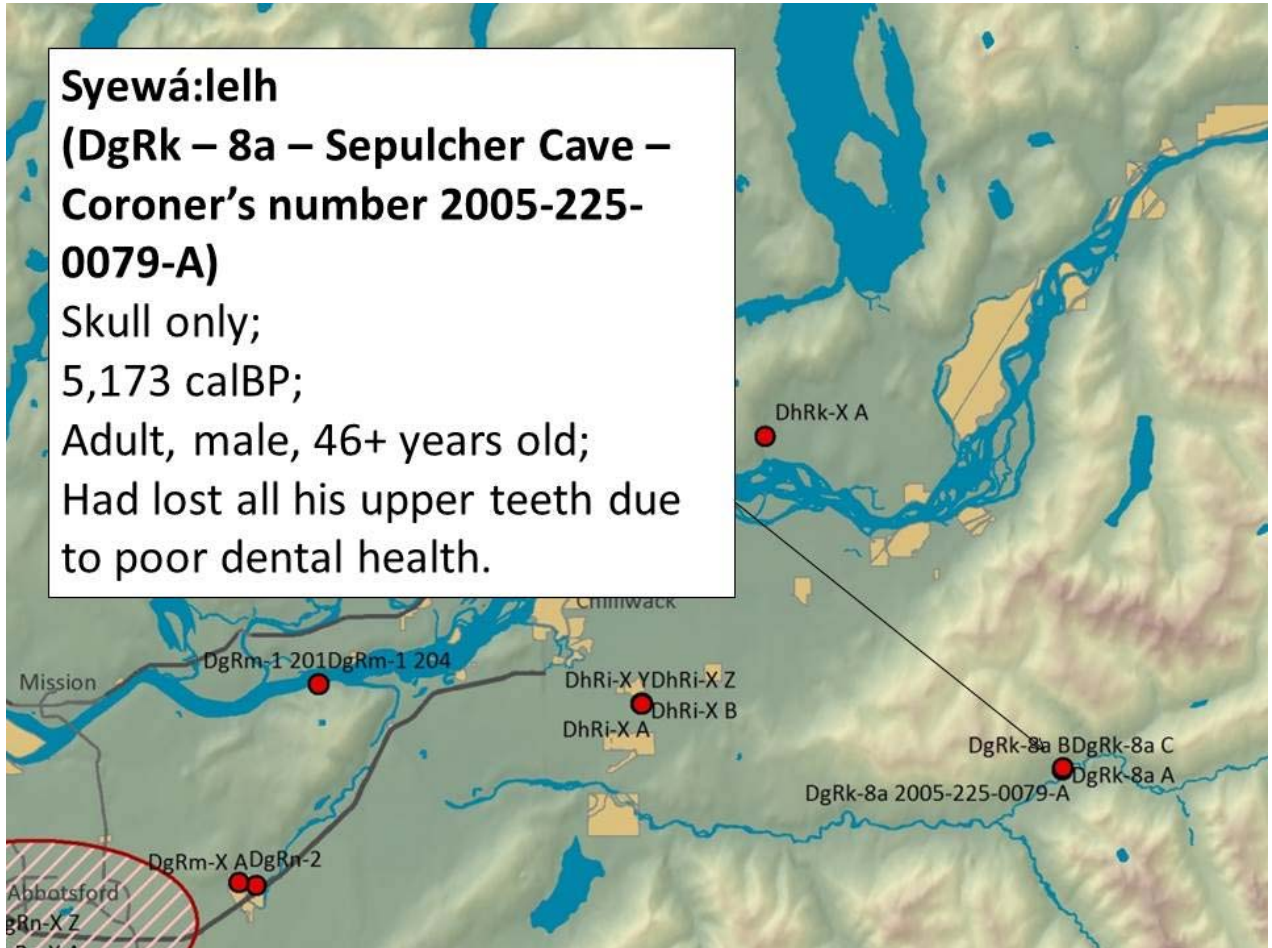 Syewá:lelh
(DgRk – 8a – Sepulcher Cave –
Coroner's number 2005-225-
0079-A)
Skull only;
5,173 calBP;
Adult, male, 46+ years old;
Had lost all his upper teeth due
to poor dental health.
DhRk-X A
Chilliwack
DgRm-1 201DgRm-1 204
Mission
DhRi-X YDhRi-X Z
DhRi-X B
DhRi-X A
DgRk-8a BDgRk-8a C
DgRk-8a A
DgRk-8a 2005-225-0079-A
DgRm-X ADgRn-2
Abbotsford
gRn-X Z